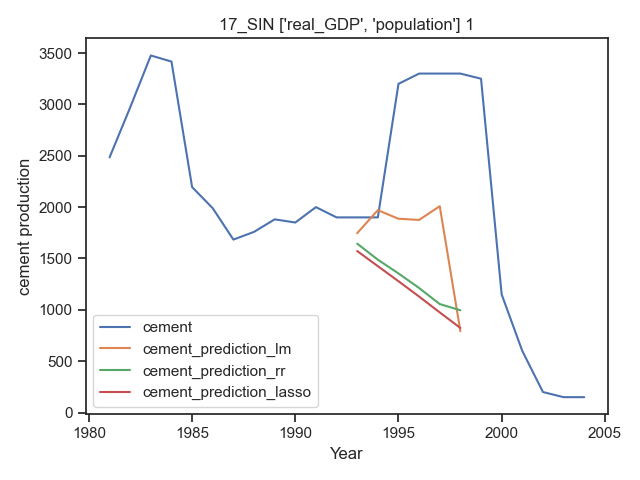 17_SIN ['real_GDP', 'population'] 1
cement production
3500
3000
2500
2000
1500
1000
500
0
cement
cement_prediction_lm
cement_prediction_rr
cement_prediction_lasso
1980 1985 1990 1995 2000 2005
Year